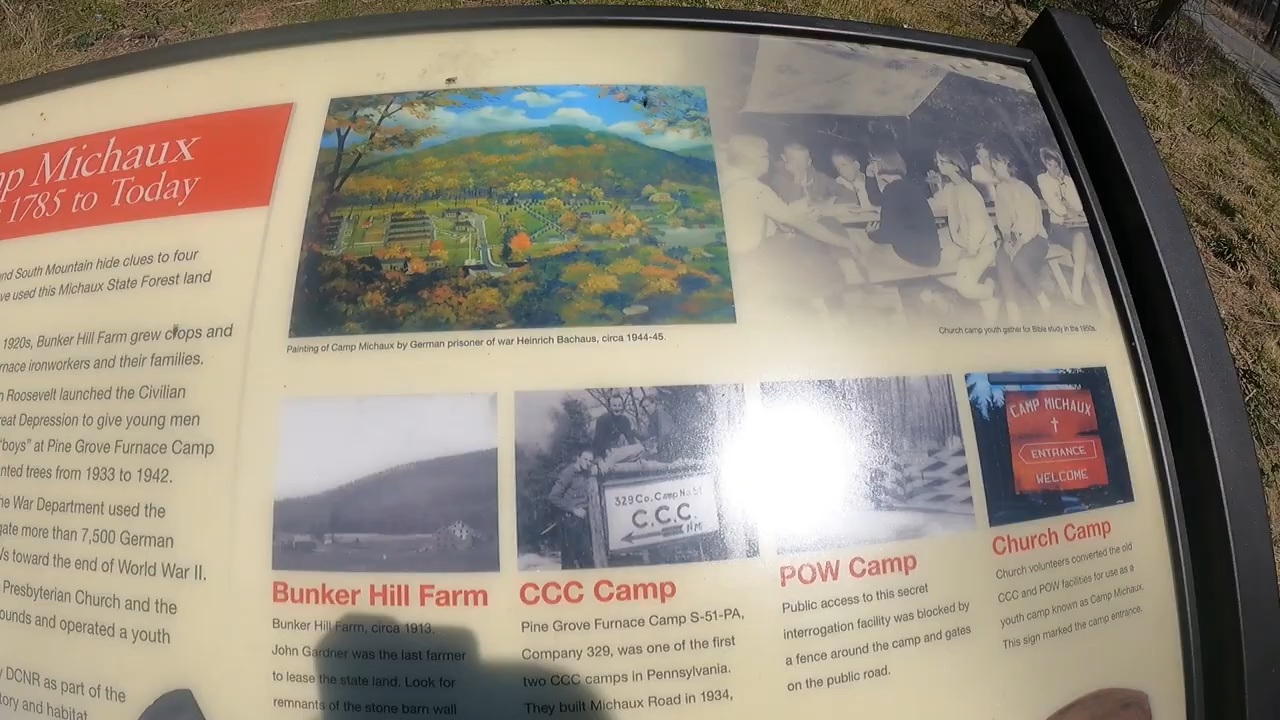 Michaux
1785 to Today
South Mountain hide clues to four
used this Michaux State Forest land
1920s, Bunker Hill Farm grew crops and
ironworkers and their families.
Roosevelt launched the Civilian
Depression to give young men
"boys" at Pine Grove Furnace Camp
trees from 1933 to 1942.
War Department used the
more than 7,500 German
toward the end of World War II.
Presbyterian Church and the
and operated a youth
DCNR as part of the
and habitat
Painting of Camp Michaux by German prisoner of war Heinrich Bachaus, circa 1944-45.
Church camp youth gather for Bible study in the 1950s.
329 Co. Camp No. 51
C.C.C.
CAMP MICHAUX
ENTRANCE
WELCOME
Bunker Hill Farm
Bunker Hill Farm, circa 1913.
John Gardner was the last farmer
to lease the state land. Look for
remnants of the stone barn wall
CCC Camp
Pine Grove Furnace Camp S-51-PA,
Company 329, was one of the first
two CCC camps in Pennsylvania.
They built Michaux Road in 1934,
POW Camp
Public access to this secret
interrogation facility was blocked by
a fence around the camp and gates
on the public road.
Church Camp
Church volunteers converted the old
CCC and POW facilities for use as a
youth camp known as Camp Michaux.
This sign marked the camp entrance.